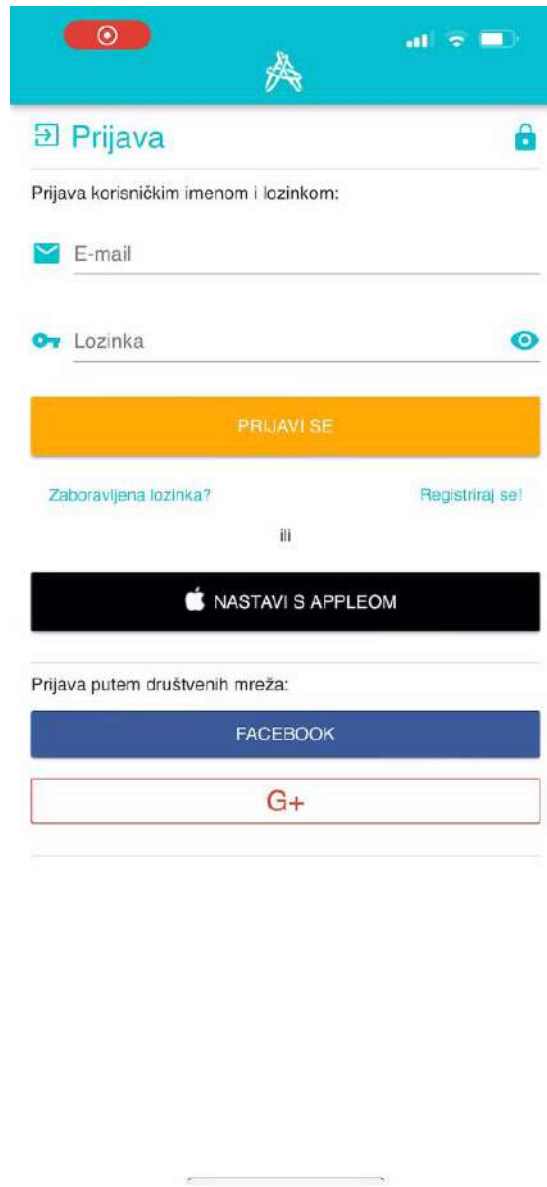 Prijava
Prijava korisničkim imenom i lozinkom:
E-mail
Lozinka
PRIJAVI SE
Zaboravljena lozinka? Registriraj se!
ili
NASTAVI S APPLEOM
Prijava putem društvenih mreža:
FACEBOOK
G+